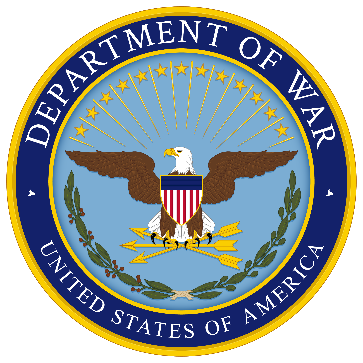 DEPARTMENT OF WAR
UNITED STATES OF AMERICA